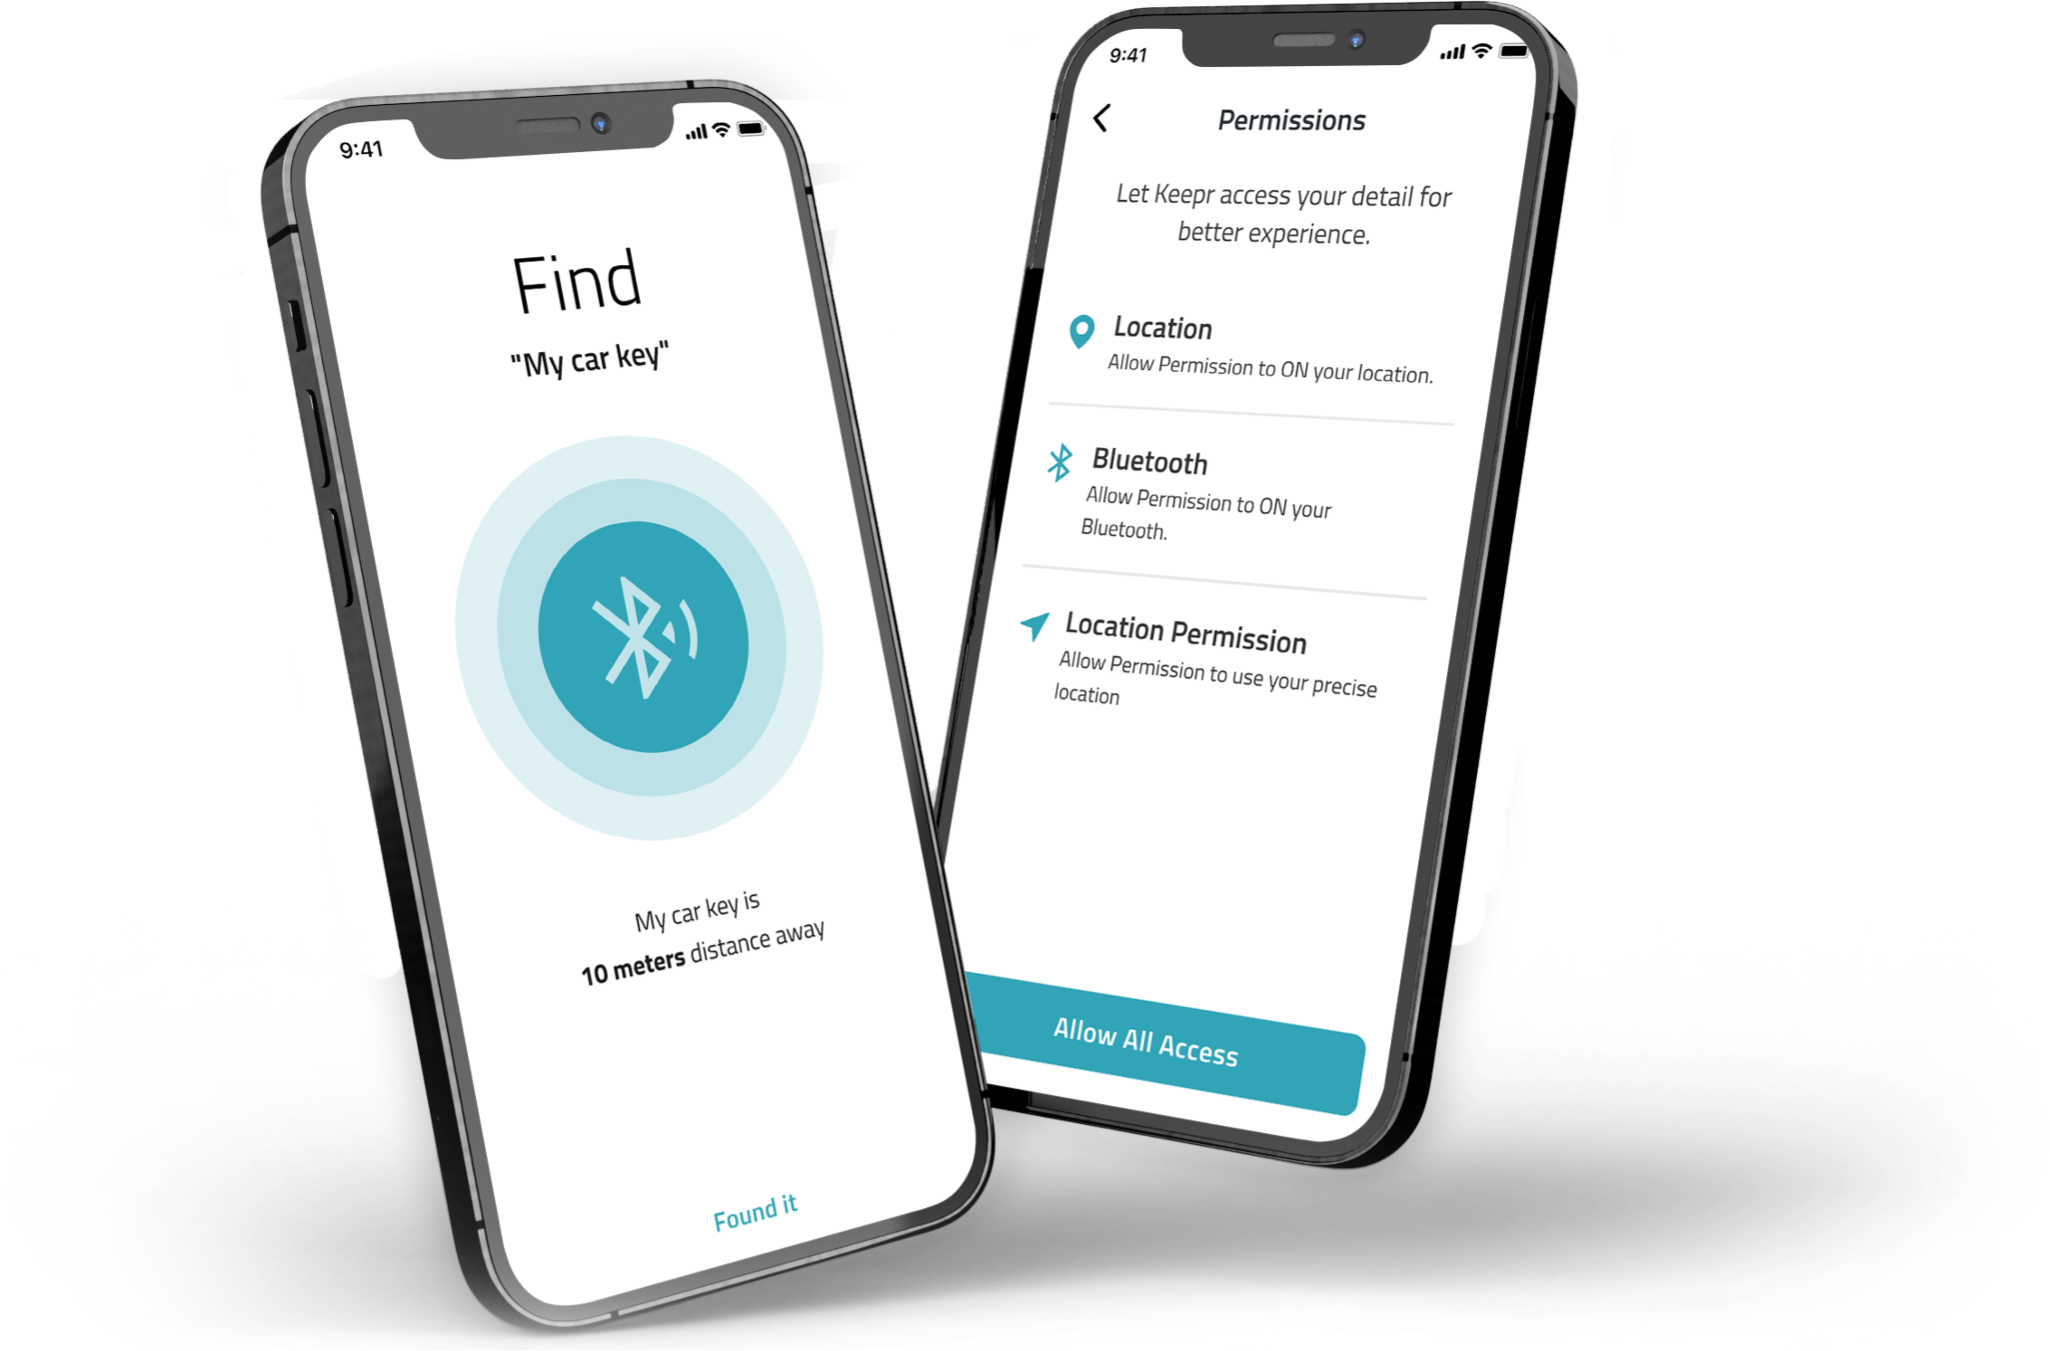 9:41
Find
"My car key"
My car key is
10 meters distance away
Found it
9:41
Permissions
Let Keepr access your detail for
better experience.
Location
Allow Permission to ON your location.
Bluetooth
Allow Permission to ON your
Bluetooth.
Location Permission
Allow Permission to use your precise
location
Allow All Access